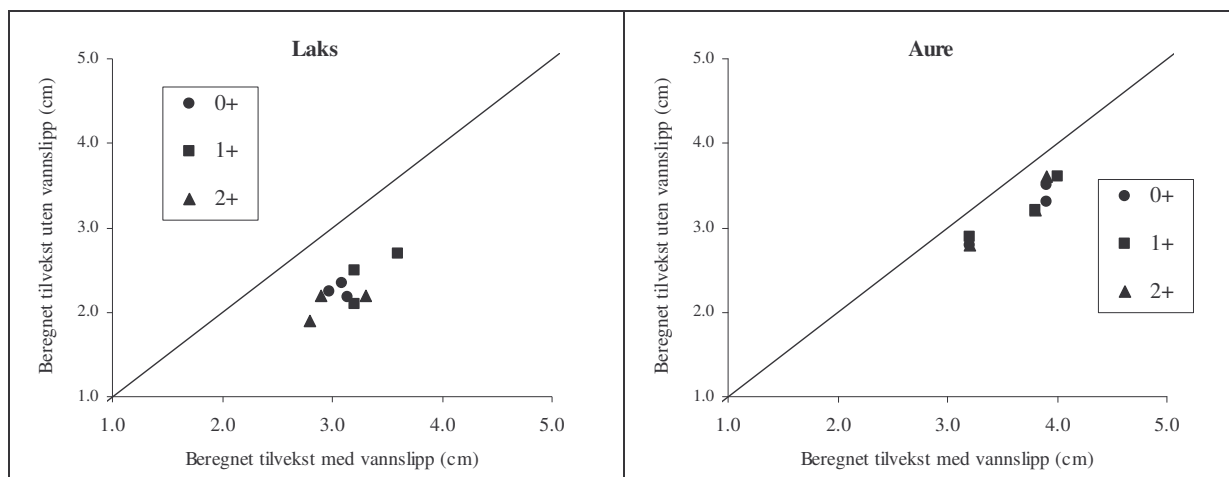 Laks
5.0
4.0
3.0
2.0
1.0
Beregnet tilvekst uten vannslipp (cm)
0+
1+
2+
1.0 2.0 3.0 4.0 5.0
Beregnet tilvekst med vannslipp (cm)
Aure
5.0
4.0
3.0
2.0
1.0
Beregnet tilvekst uten vannslipp (cm)
0+
1+
2+
1.0 2.0 3.0 4.0 5.0
Beregnet tilvekst med vannslipp (cm)